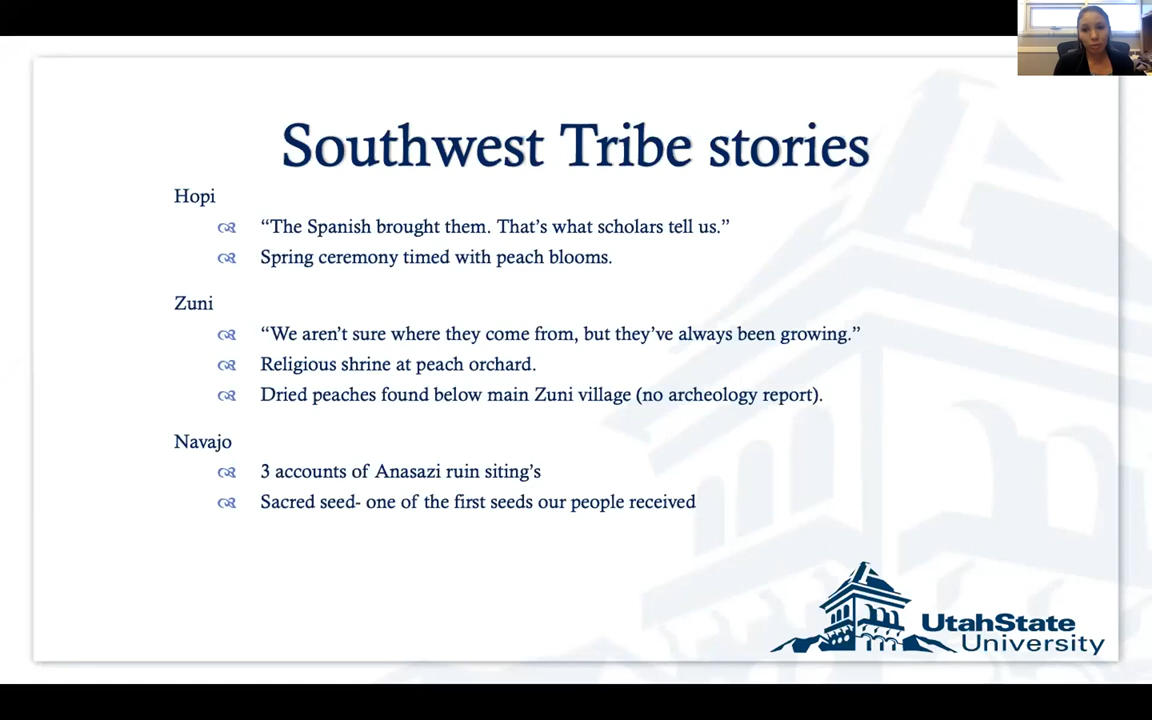 Southwest Tribe stories
Hopi
“The Spanish brought them. That’s what scholars tell us.”
Spring ceremony timed with peach blooms.
Zuni
“We aren’t sure where they come from, but they’ve always been growing.”
Religious shrine at peach orchard.
Dried peaches found below main Zuni village (no archeology report).
Navajo
3 accounts of Anasazi ruin siting’s
Sacred seed- one of the first seeds our people received
UtahState
University